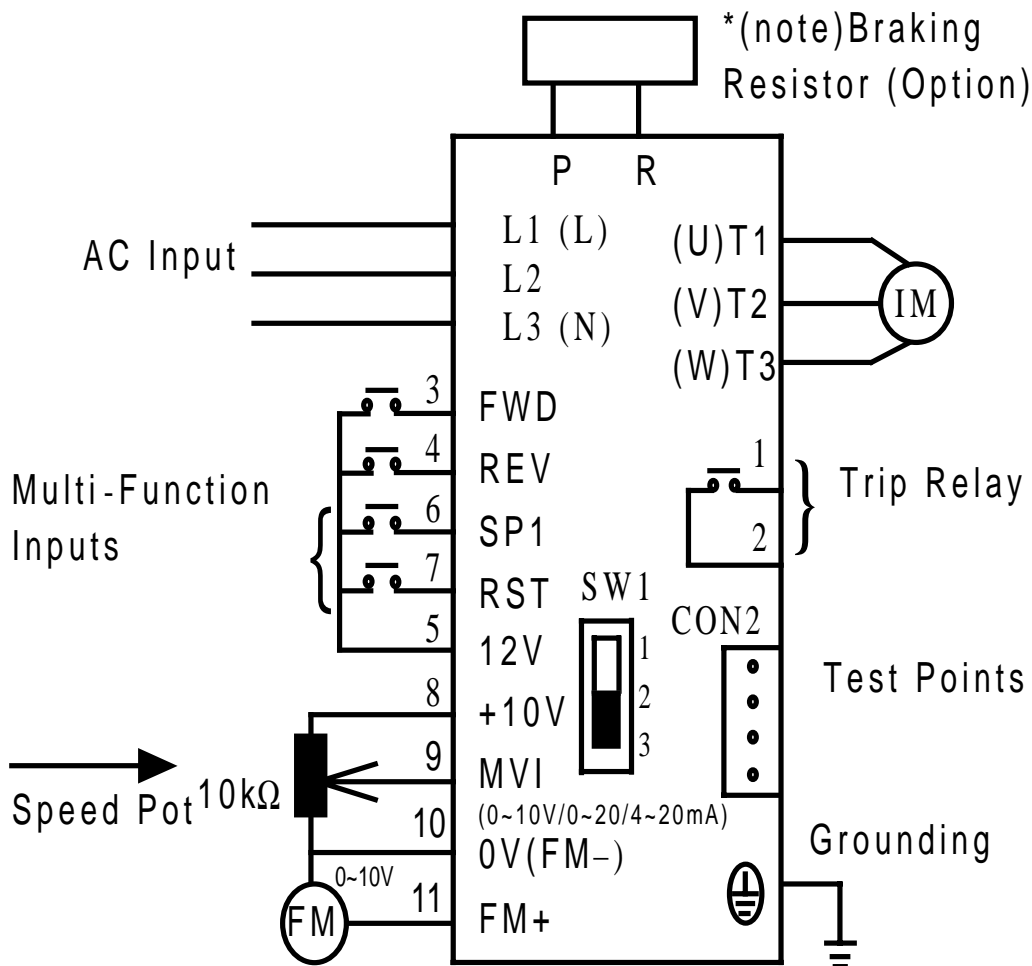 *(note)Braking
Resistor (Option)
P R
AC Input
L1 (L)
L2
L3 (N)
(U)T1
(V)T2
(W)T3
IM
Multi-Function
Inputs
3 FWD
4 REV
6 SP1
7 RST
5 12V
8 +10V
9 MVI
(0~10V/0~20/4~20mA)
10 0V(FM-)
11 FM+
Speed Pot
10kΩ
0~10V
FM
1
2
Trip Relay
SW1
1
2
3
CON2
Test Points
Grounding